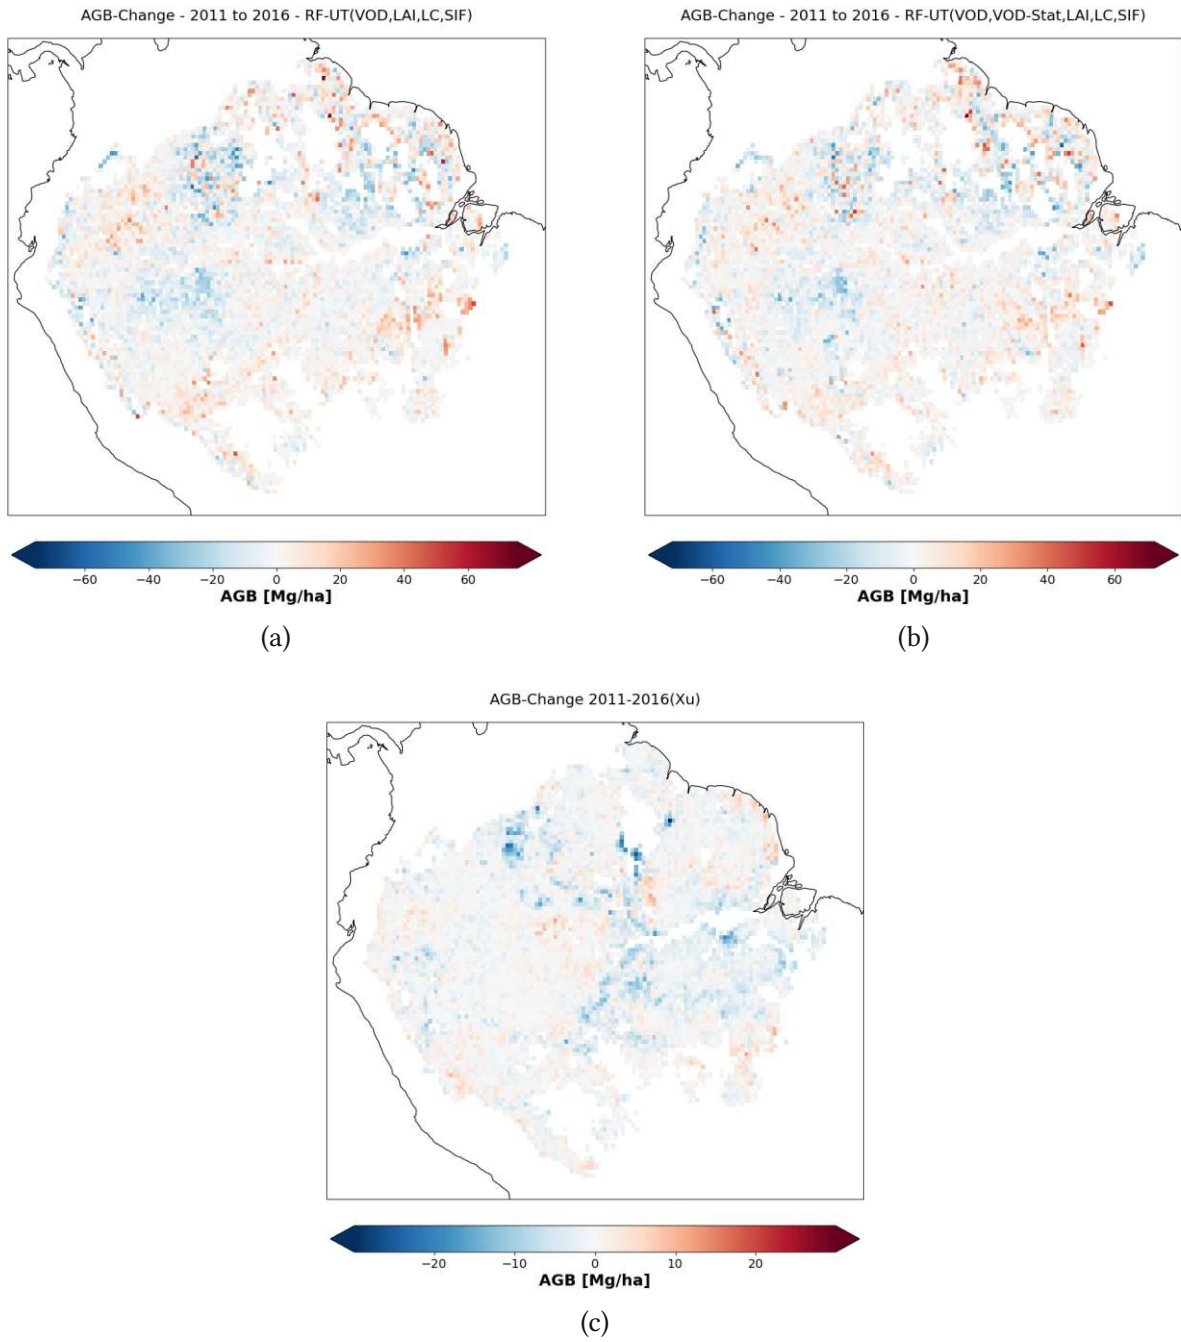 AGB-Change - 2011 to 2016 - RF-UT(VOD,LAI,LC,SIF)
AGB-Change - 2011 to 2016 - RF-UT(VOD,VOD-Stat,LAI,LC,SIF)
−60 −40 −20 0 20 40 60
AGB [Mg/ha]
(a)
−60 −40 −20 0 20 40 60
AGB [Mg/ha]
(b)
AGB-Change 2011-2016(Xu)
−20 −10 0 10 20
AGB [Mg/ha]
(c)